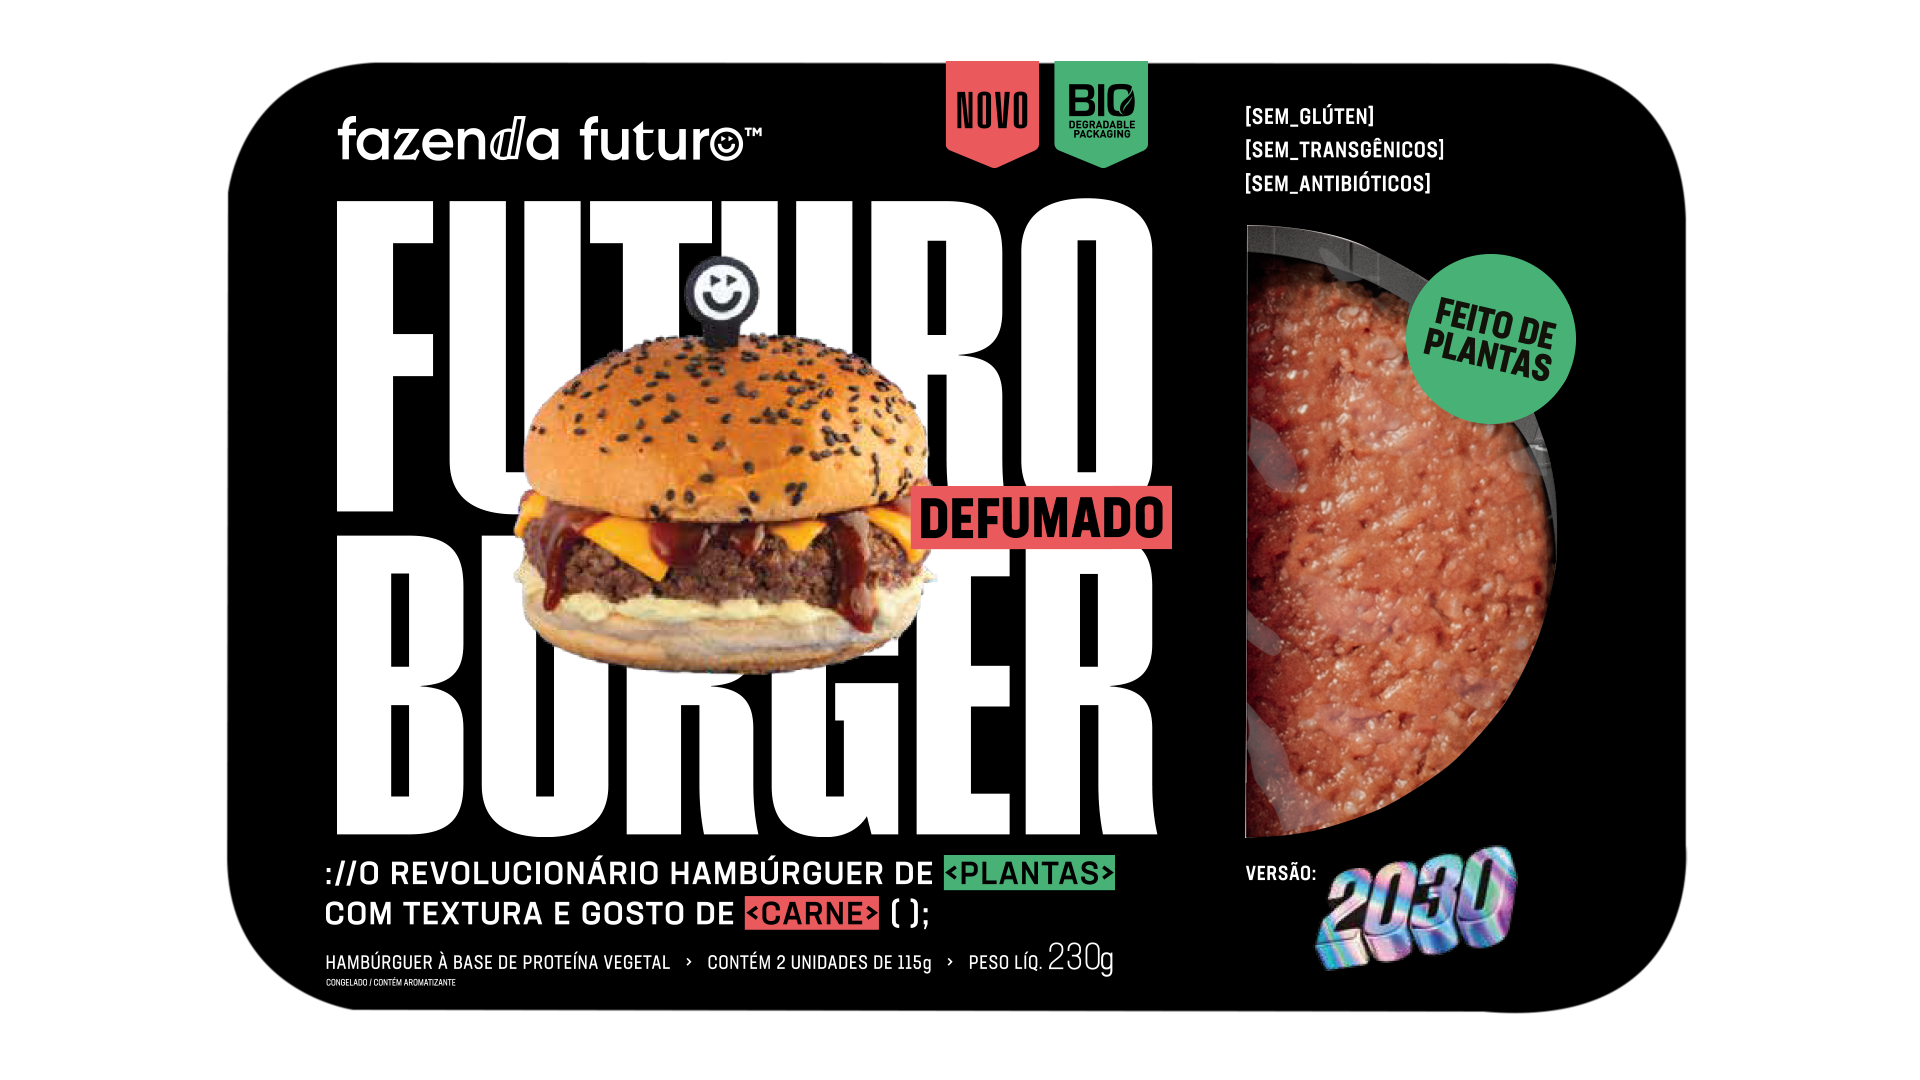 fazenda futuro™
NOVO
BIO
DEGRADABLE
PACKAGING
[SEM_GLÚTEN]
[SEM_TRANSGÊNICOS]
[SEM_ANTIBIÓTICOS]
FUTURO
BURGER
DEFUMADO
FEITO DE
PLANTAS
://O REVOLUCIONÁRIO HAMBÚRGUER DE <PLANTAS>
COM TEXTURA E GOSTO DE <CARNE> ( );
HAMBÚRGUER À BASE DE PROTEÍNA VEGETAL > CONTÉM 2 UNIDADES DE 115g > PESO LÍQ. 230g
CONGELADO / CONTÉM AROMATIZANTE
VERSÃO: 2030